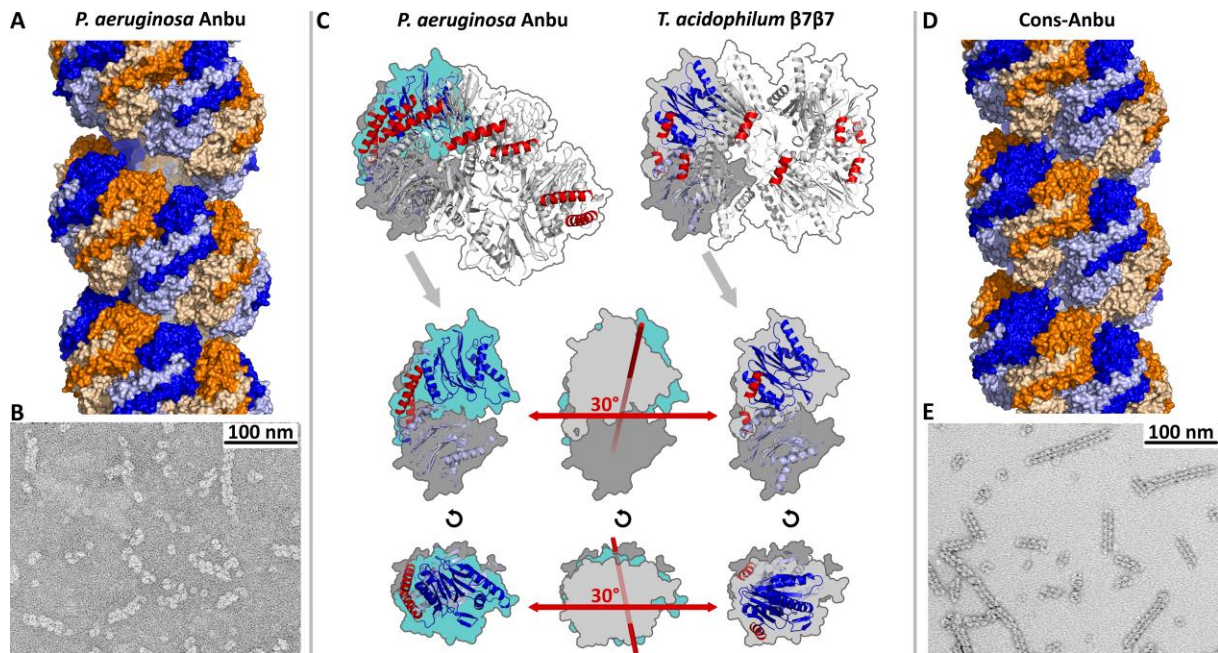 A
P. aeruginosa Anbu
B
100 nm
C
P. aeruginosa Anbu
T. acidophilum β7β7
30°
30°
D
Cons-Anbu
E
100 nm